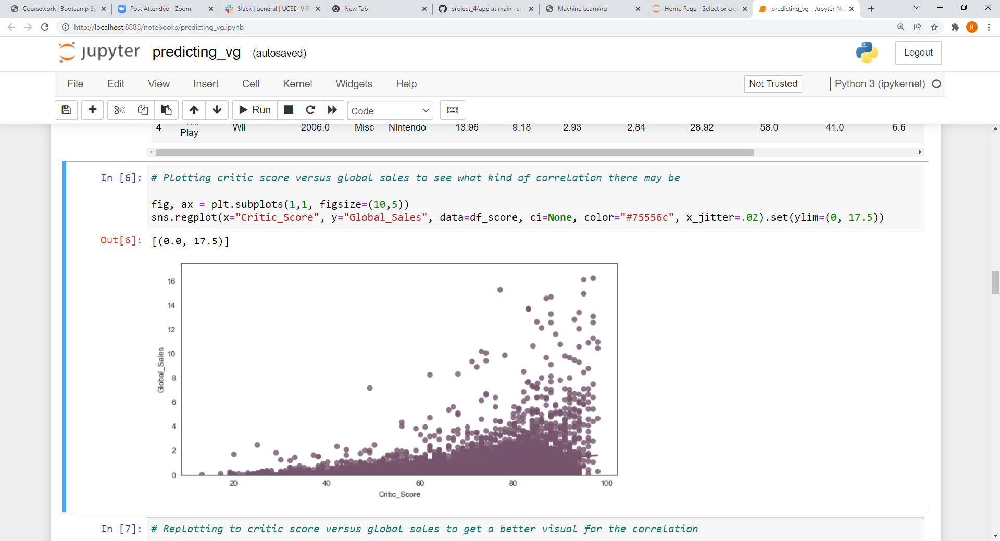 Coursework | Bootcamp Sp
Post Attendee - Zoom
Slack | general | UCSD-VIR
New Tab
project_4/app at main · ch
Machine Learning
Home Page - Select or crea
predicting_vg - Jupyter No
http://localhost:8888/notebooks/predicting_vg.ipynb
R
jupyter predicting_vg (autosaved)
Logout
File Edit View Insert Cell Kernel Widgets Help
Not Trusted
Python 3 (ipykernel)
Run
Code
4 Wii Play Wii 2006.0 Misc Nintendo 13.96 9.18 2.93 2.84 28.92 58.0 41.0 6.6
In [6]: # Plotting critic score versus global sales to see what kind of correlation there may be
fig, ax = plt.subplots(1,1, figsize=(10,5))
sns.regplot(x="Critic_Score", y="Global_Sales", data=df_score, ci=None, color="#75556c", x_jitter=.02).set(ylim=(0, 17.5))
Out[6]: [(0.0, 17.5)]
16
14
12
10
8
6
4
2
0
Global_Sales
20 40 60 80 100
Critic_Score
In [7]: # Replotting to critic score versus global sales to get a better visual for the correlation